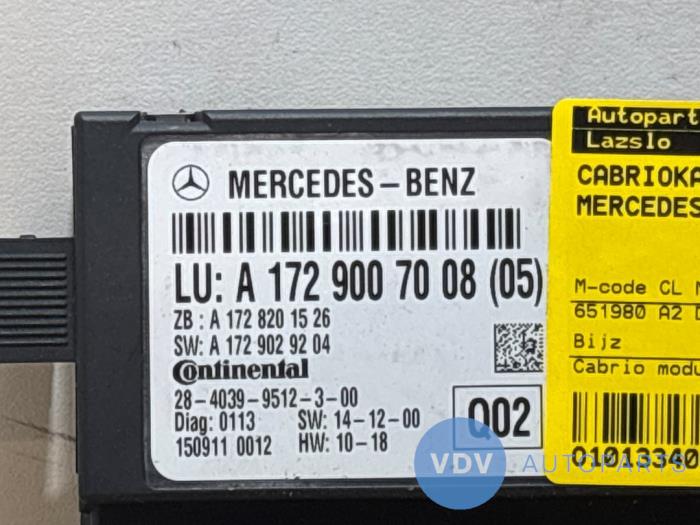 MERCEDES-BENZ
LU: A 172 900 70 08 (05)
ZB : A 172 820 15 26
SW: A 172 902 92 04
Continental
28-4039-9512-3-00
Diag: 0113 SW: 14-12-00
150911 0012 HW: 10-18
Q02
Autopart
Lazslo
CABRIOKA
MERCEDES
M-code CL
651980 A2
Bijz
Cabrio modu
Q1013340
VDV AUTOPARTS